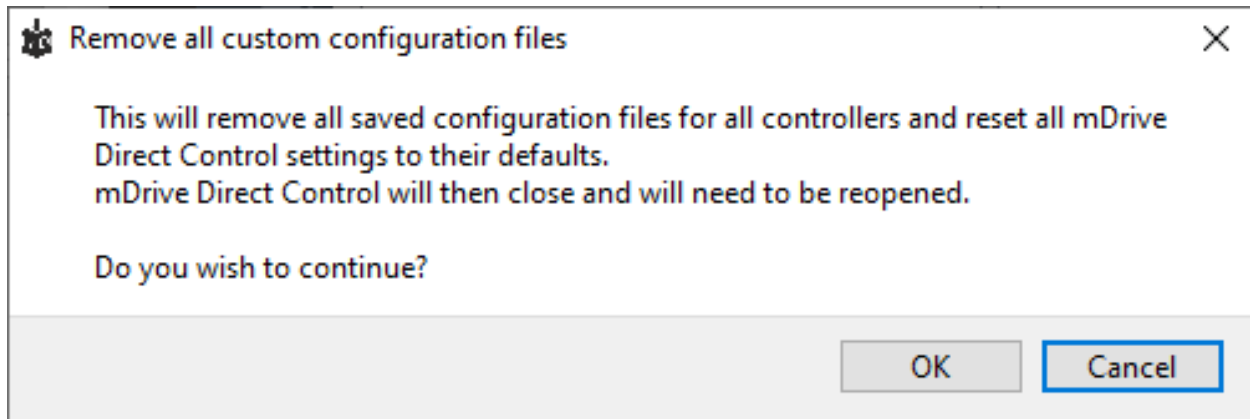 Remove all custom configuration files
This will remove all saved configuration files for all controllers and reset all mDrive
Direct Control settings to their defaults.
mDrive Direct Control will then close and will need to be reopened.
Do you wish to continue?
OK
Cancel